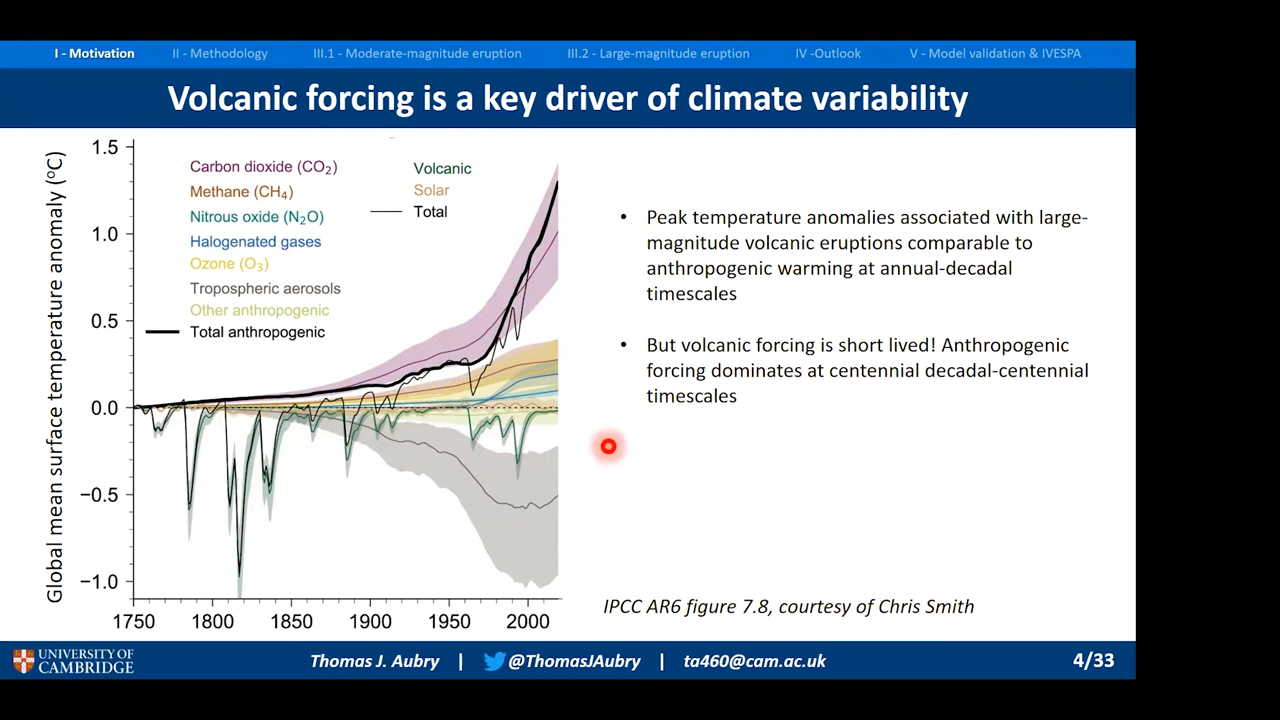 I - Motivation II - Methodology III.1 - Moderate-magnitude eruption III.2 - Large-magnitude eruption IV -Outlook V - Model validation & IVESPA
Volcanic forcing is a key driver of climate variability
Global mean surface temperature anomaly (°C)
1.5
1.0
0.5
0.0
−0.5
−1.0
1750 1800 1850 1900 1950 2000
Carbon dioxide (CO₂)
Methane (CH₄)
Nitrous oxide (N₂O)
Halogenated gases
Ozone (O₃)
Tropospheric aerosols
Other anthropogenic
Total anthropogenic
Volcanic
Solar
Total
• Peak temperature anomalies associated with large-
magnitude volcanic eruptions comparable to
anthropogenic warming at annual-decadal
timescales
• But volcanic forcing is short lived! Anthropogenic
forcing dominates at centennial decadal-centennial
timescales
IPCC AR6 figure 7.8, courtesy of Chris Smith
UNIVERSITY OF
CAMBRIDGE
Thomas J. Aubry | @ThomasJAubry | ta460@cam.ac.uk
4/33